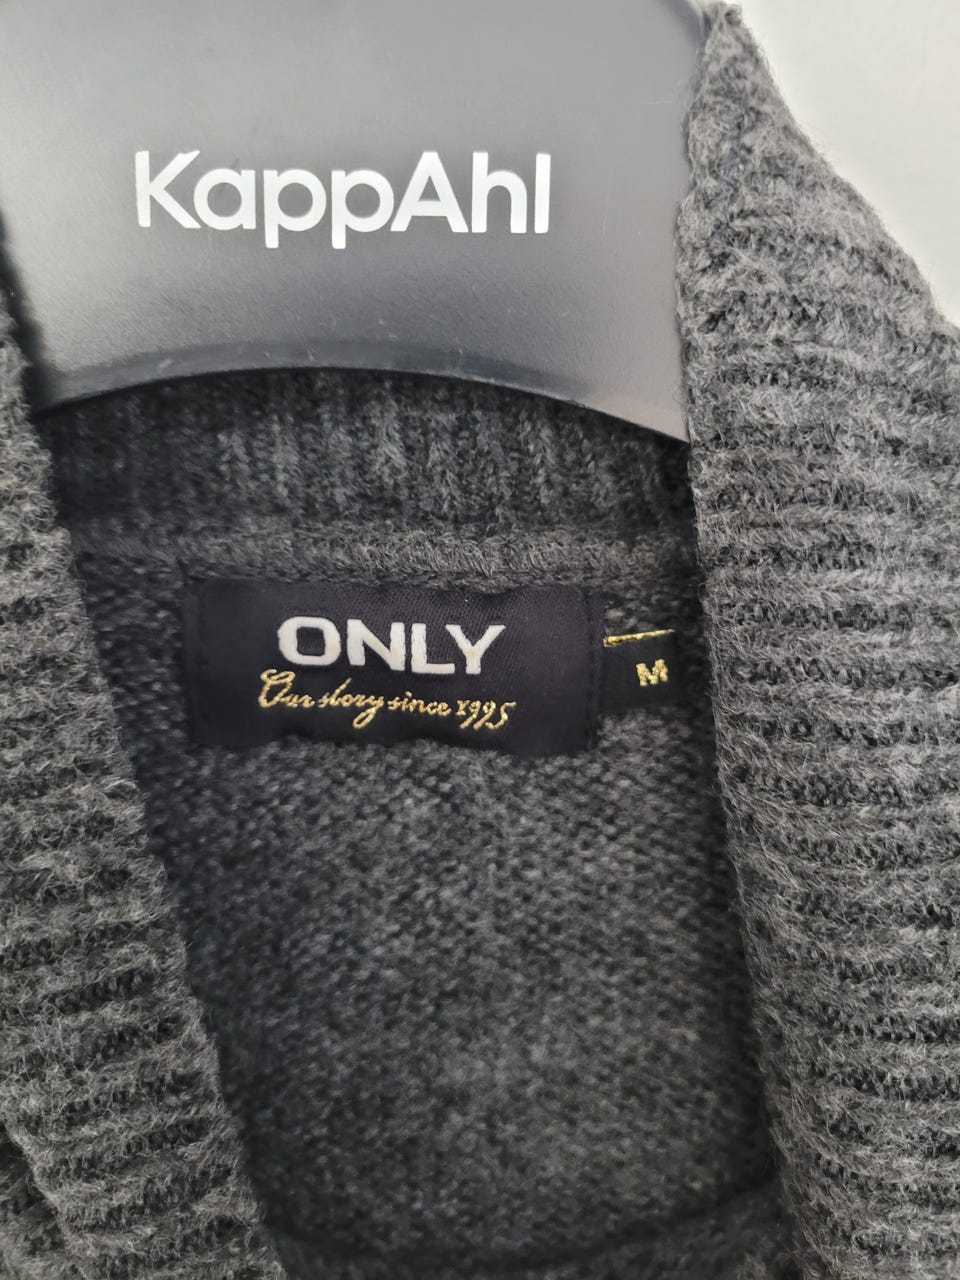 KappAhl
ONLY
Our story since 1995
M